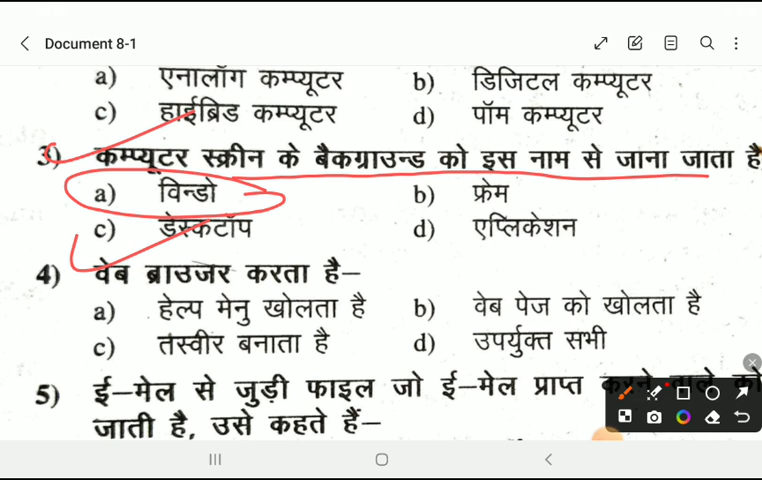 Document 8-1
a) एनालॉग कम्प्यूटर b) डिजिटल कम्प्यूटर
c) हाईब्रिड कम्प्यूटर d) पॉम कम्प्यूटर
3) कम्प्यूटर स्क्रीन के बैकग्राउन्ड को इस नाम से जाना जाता है
a) विन्डो b) फ्रेम
c) डेस्कटॉप d) एप्लिकेशन
4) वेब ब्राउजर करता है–
a) हेल्प मेनु खोलता है b) वेब पेज को खोलता है
c) तस्वीर बनाता है d) उपर्युक्त सभी
5) ई–मेल से जुड़ी फाइल जो ई–मेल प्राप्त करने वाले को
जाती है, उसे कहते हैं–